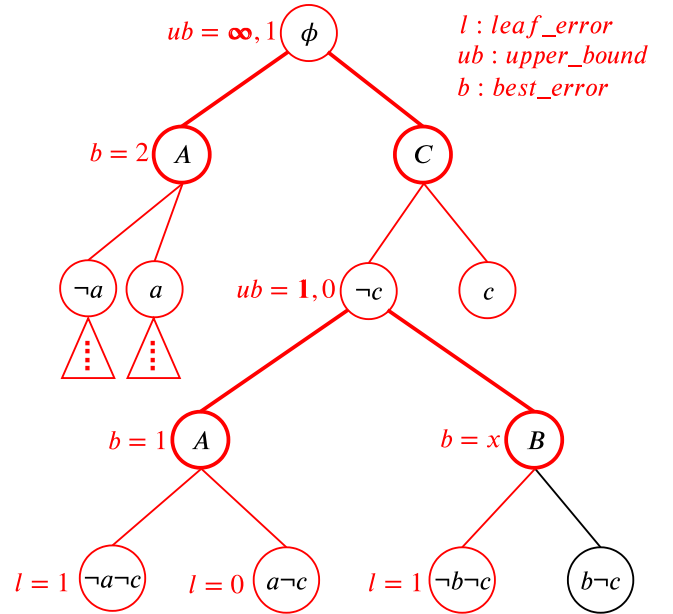 ub = ∞, 1
ϕ
l : leaf_error
ub : upper_bound
b : best_error
b = 2
A
C
¬a
a
ub = 1, 0
¬c
c
b = 1
A
b = x
B
l = 1
¬a¬c
l = 0
a¬c
l = 1
¬b¬c
b¬c